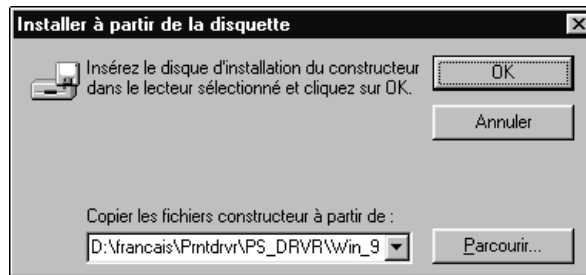 Installer à partir de la disquette
Insérez le disque d'installation du constructeur
dans le lecteur sélectionné et cliquez sur OK.
OK
Annuler
Copier les fichiers constructeur à partir de :
D:\francais\Prntdrvr\PS_DRVR\Win_9
Parcourir...